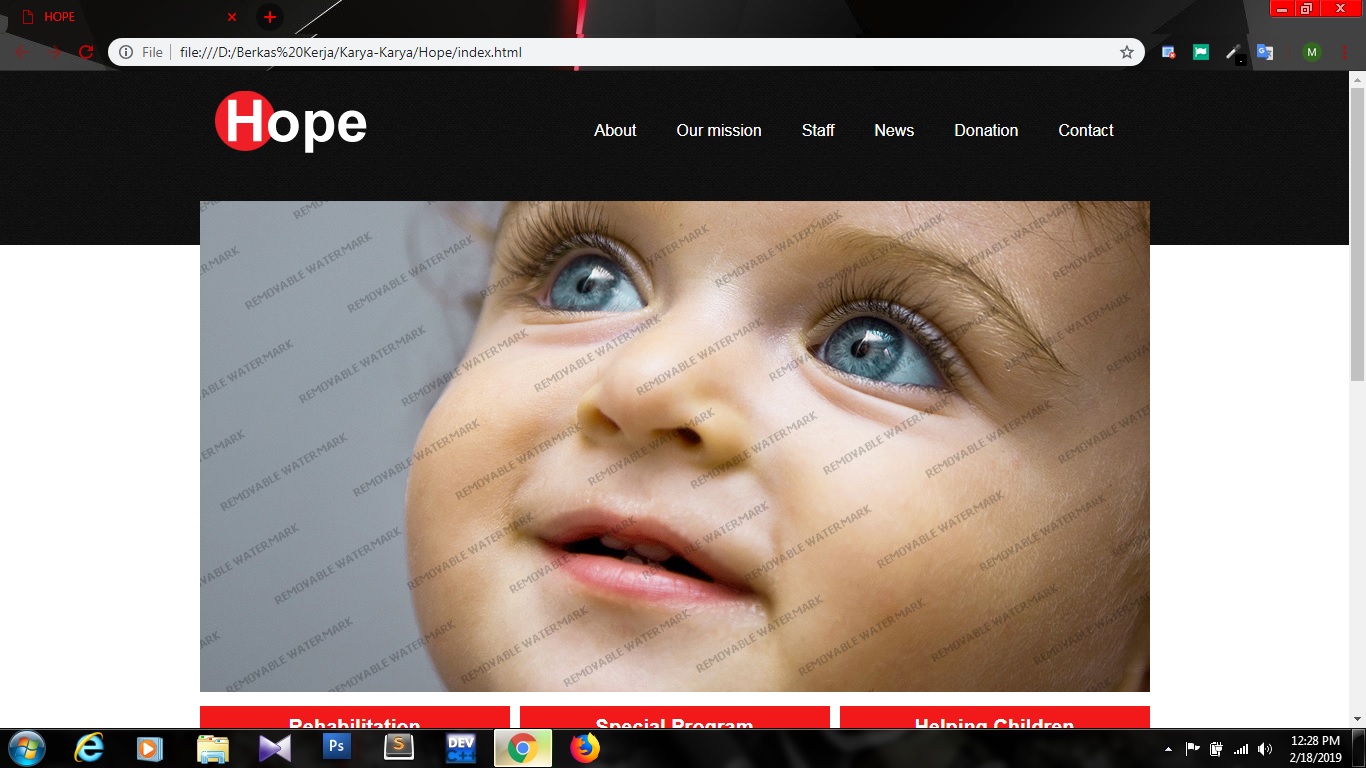 HOPE
File file:///D:/Berkas%20Kerja/Karya-Karya/Hope/index.html
M
Hope
About Our mission Staff News Donation Contact
REMOVABLE WATERMARK
Rehabilitation Special Program Helping Children
Ps S DEV C++
12:28 PM
2/18/2019